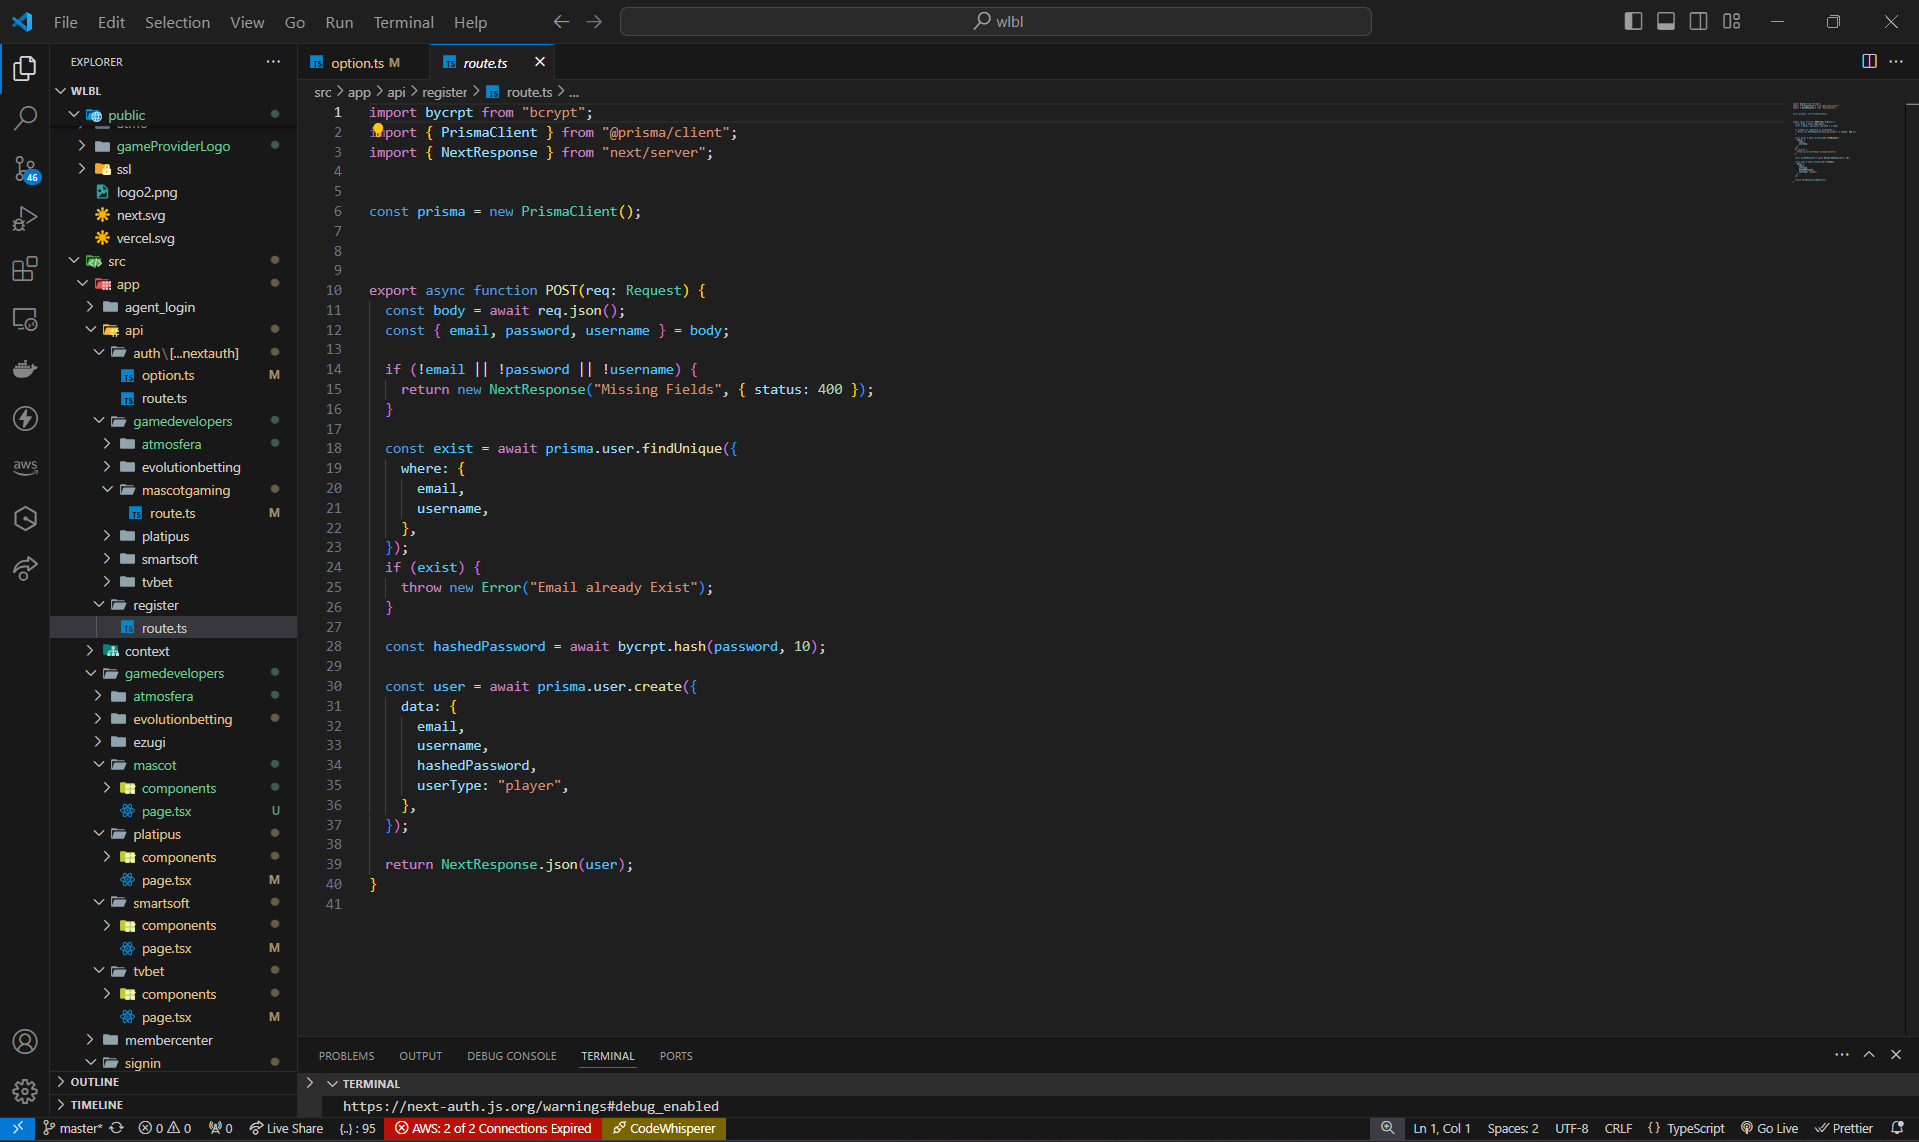 File Edit Selection View Go Run Terminal Help
wlbl
EXPLORER
WLBL
public
gameProviderLogo
ssl
logo2.png
next.svg
vercel.svg
src
app
agent_login
api
auth\[...nextauth]
option.ts M
route.ts
gamedevelopers
atmosfera
evolutionbetting
mascotgaming
route.ts M
platipus
smartsoft
tvbet
register
route.ts
context
gamedevelopers
atmosfera
evolutionbetting
ezugi
mascot
components
page.tsx U
platipus
components
page.tsx M
smartsoft
components
page.tsx M
tvbet
components
page.tsx M
membercenter
signin
OUTLINE
TIMELINE
46
aws
option.ts M
route.ts
src > app > api > register > route.ts > ...
1 import bycrpt from "bcrypt";
2 import { PrismaClient } from "@prisma/client";
3 import { NextResponse } from "next/server";
4
5
6 const prisma = new PrismaClient();
7
8
9
10 export async function POST(req: Request) {
11 const body = await req.json();
12 const { email, password, username } = body;
13
14 if (!email || !password || !username) {
15 return new NextResponse("Missing Fields", { status: 400 });
16 }
17
18 const exist = await prisma.user.findUnique({
19 where: {
20 email,
21 username,
22 },
23 });
24 if (exist) {
25 throw new Error("Email already Exist");
26 }
27
28 const hashedPassword = await bycrpt.hash(password, 10);
29
30 const user = await prisma.user.create({
31 data: {
32 email,
33 username,
34 hashedPassword,
35 userType: "player",
36 },
37 });
38
39 return NextResponse.json(user);
40 }
41
PROBLEMS OUTPUT DEBUG CONSOLE TERMINAL PORTS
TERMINAL
https://next-auth.js.org/warnings#debug_enabled
master* 0 0 0 Live Share {..} : 95 AWS: 2 of 2 Connections Expired CodeWhisperer
Ln 1, Col 1 Spaces: 2 UTF-8 CRLF {} TypeScript Go Live Prettier